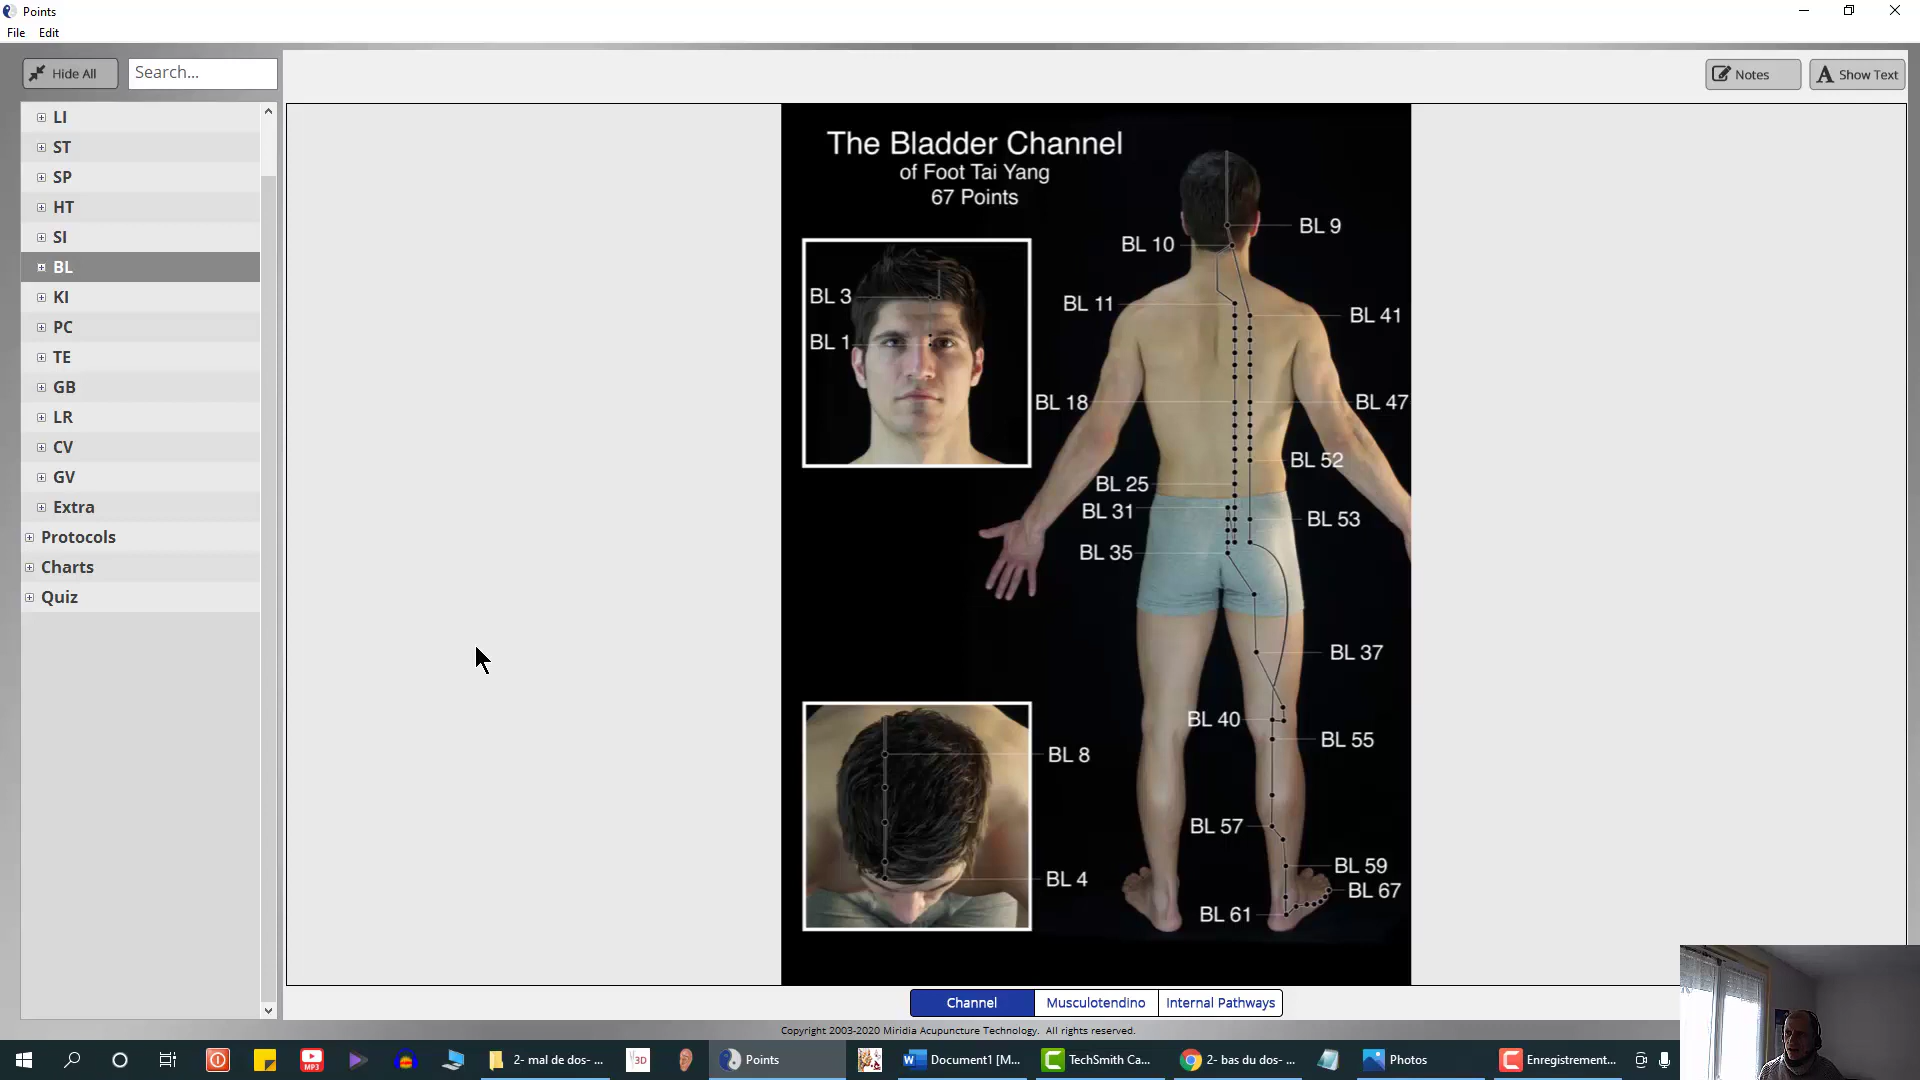 Points
File Edit
Hide All
Search...
Notes
Show Text
LI
ST
SP
HT
SI
BL
KI
PC
TE
GB
LR
CV
GV
Extra
Protocols
Charts
Quiz
The Bladder Channel
of Foot Tai Yang
67 Points
BL 3
BL 1
BL 9
BL 10
BL 11
BL 41
BL 18
BL 47
BL 52
BL 25
BL 31
BL 53
BL 35
BL 37
BL 40
BL 55
BL 8
BL 57
BL 59
BL 4
BL 67
BL 61
Channel Musculotendino Internal Pathways
Copyright 2003-2020 Miridia Acupuncture Technology. All rights reserved.
MP3 2- mal de dos- ... 3D Points Document1 [M... TechSmith Ca... 2- bas du dos- ... Photos Enregistrement...